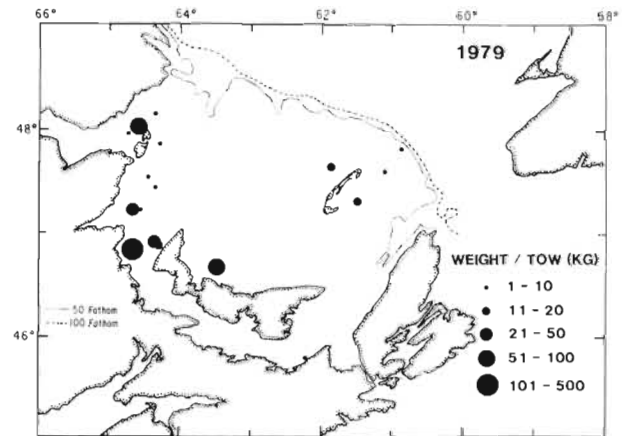 66° 64° 62° 60° 58°
1979
48°
WEIGHT / TOW (KG)
1 - 10
11 - 20
50 Fathom
21 - 50
100 Fathom
46°
51 - 100
101 - 500